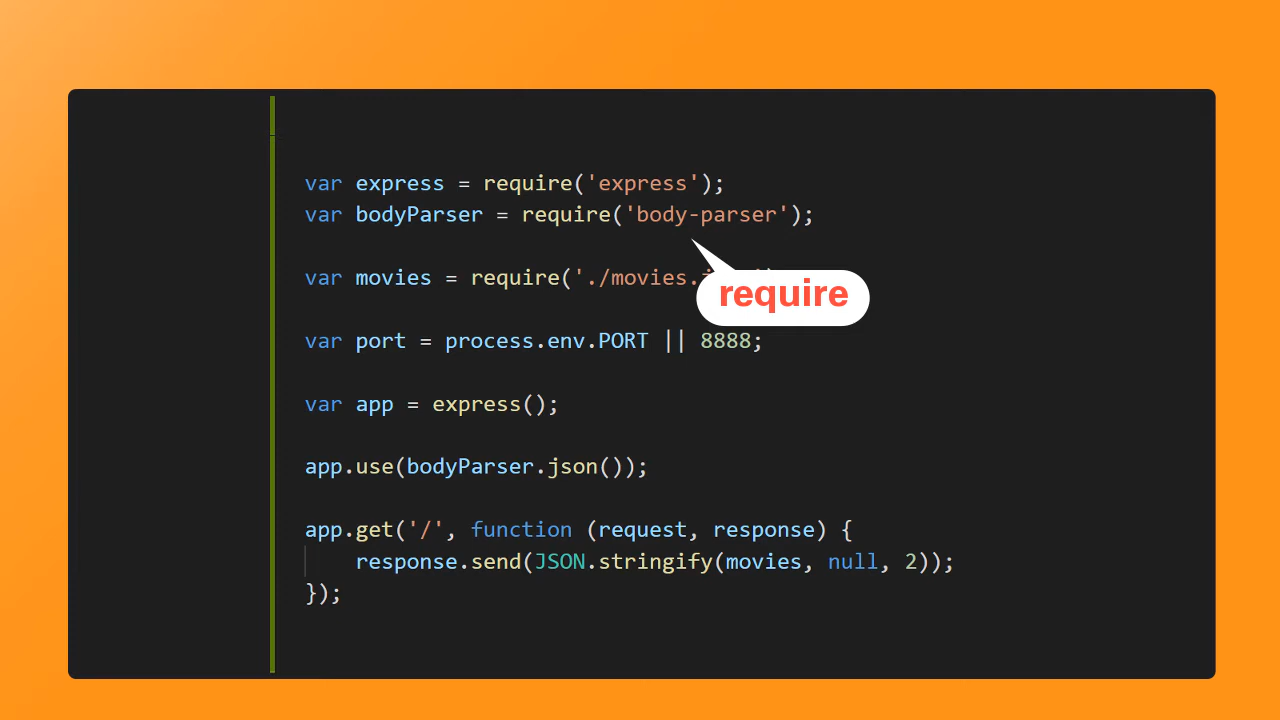 var express = require('express');
var bodyParser = require('body-parser');
var movies = require('./movies.
require
var port = process.env.PORT || 8888;
var app = express();
app.use(bodyParser.json());
app.get('/', function (request, response) {
    response.send(JSON.stringify(movies, null, 2));
});